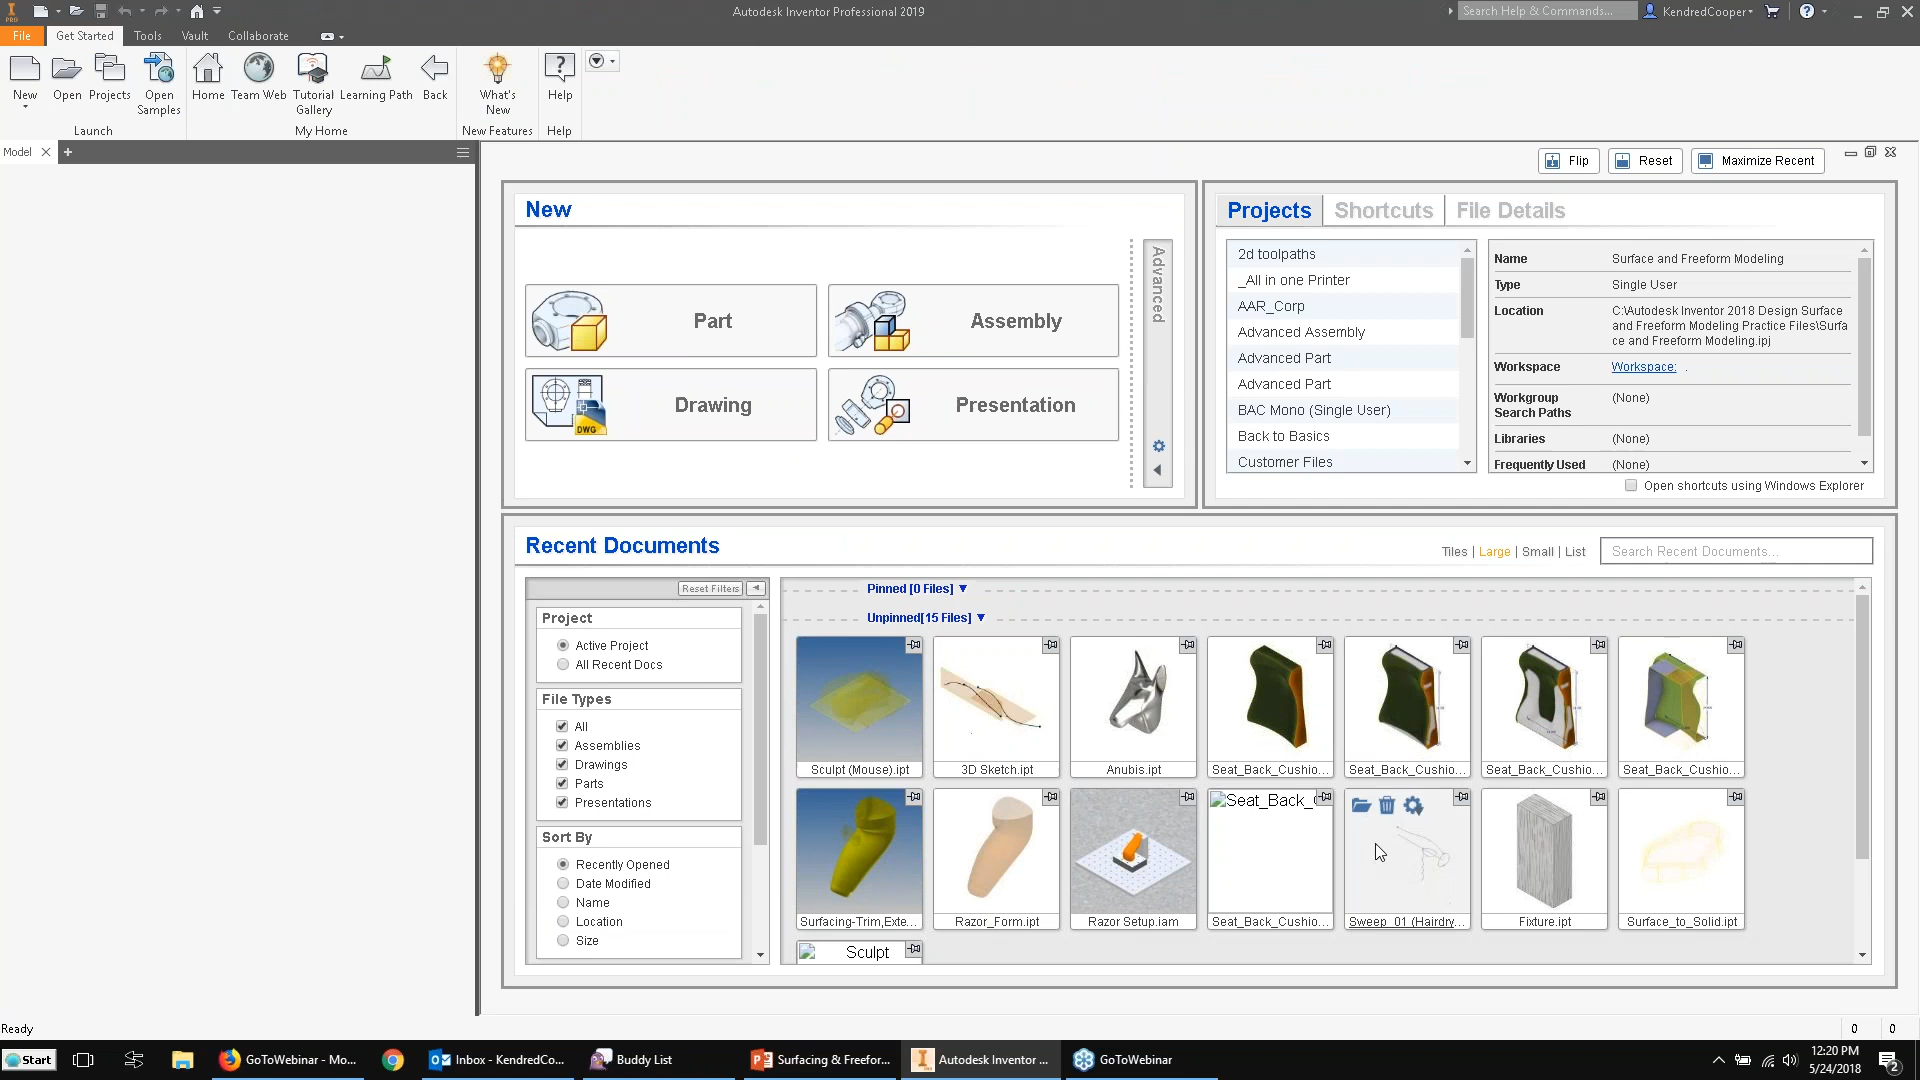 PRO
Autodesk Inventor Professional 2019
Search Help & Commands...
KendredCooper
File
Get Started
Tools
Vault
Collaborate
New
Open
Projects
Open
Samples
Home
Team Web
Tutorial
Gallery
Learning Path
Back
What's
New
Help
Launch
My Home
New Features
Help
Model
Flip
Reset
Maximize Recent
New
Part
Assembly
Drawing
DWG
Presentation
Advanced
Projects
Shortcuts
File Details
2d toolpaths
_All in one Printer
AAR_Corp
Advanced Assembly
Advanced Part
Advanced Part
BAC Mono (Single User)
Back to Basics
Customer Files
Name Surface and Freeform Modeling
Type Single User
Location C:\Autodesk Inventor 2018 Design Surface
and Freeform Modeling Practice Files\Surfa
ce and Freeform Modeling.ipj
Workspace Workspace: .
Workgroup (None)
Search Paths
Libraries (None)
Frequently Used (None)
Open shortcuts using Windows Explorer
Recent Documents
Tiles | Large | Small | List
Search Recent Documents...
Reset Filters
Project
Active Project
All Recent Docs
File Types
All
Assemblies
Drawings
Parts
Presentations
Sort By
Recently Opened
Date Modified
Name
Location
Size
Pinned [0 Files]
Unpinned[15 Files]
Sculpt (Mouse).ipt
3D Sketch.ipt
Anubis.ipt
Seat_Back_Cushio...
Seat_Back_Cushio...
Seat_Back_Cushio...
Seat_Back_Cushio...
Seat_Back_C
Surfacing-Trim,Exte...
Razor_Form.ipt
Razor Setup.iam
Seat_Back_Cushio...
Sweep_01 (Hairdry...
Fixture.ipt
Surface_to_Solid.ipt
Sculpt
Ready
0
0
Start
GoToWebinar - Mo...
Inbox - KendredCo...
Buddy List
Surfacing & Freefor...
Autodesk Inventor ...
GoToWebinar
12:20 PM
5/24/2018
2